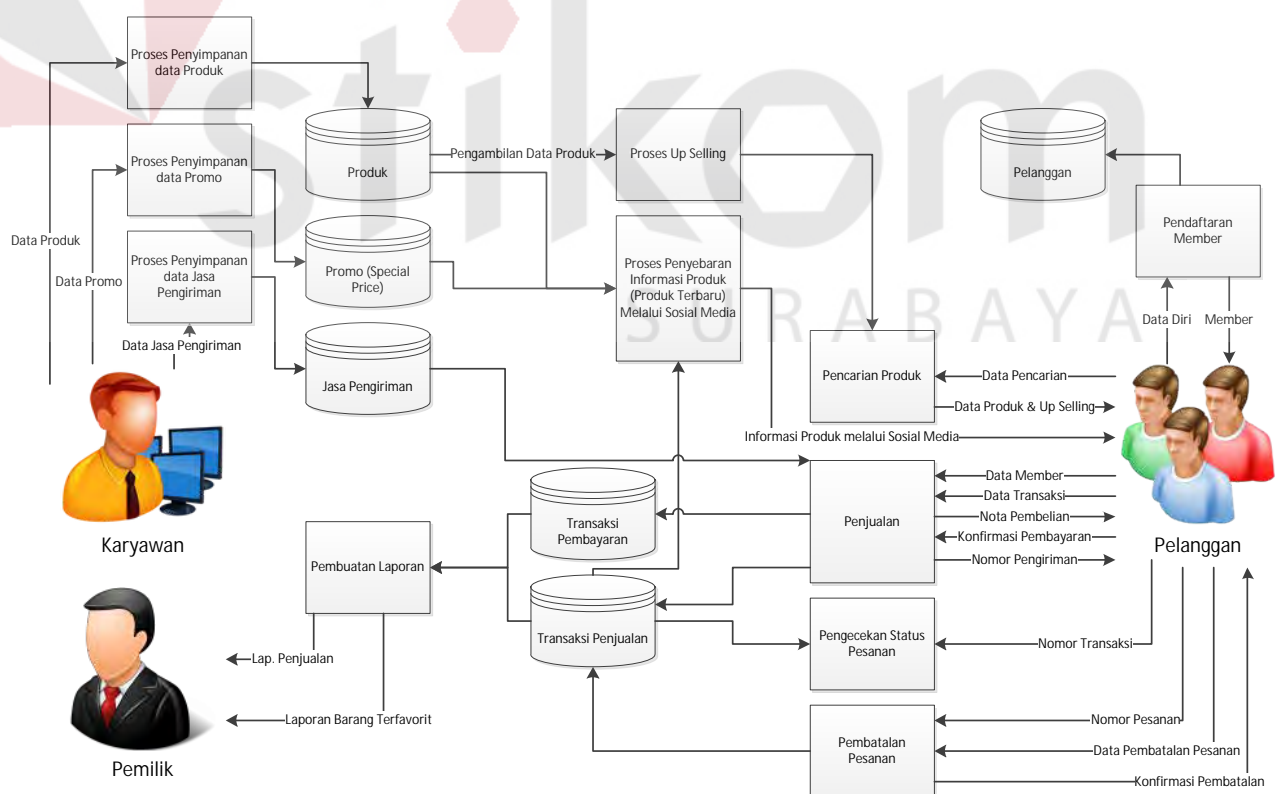 stikom
SURABAYA
Proses Penyimpanan
data Produk
Proses Penyimpanan
data Promo
Proses Penyimpanan
data Jasa
Pengiriman
Data Produk
Data Promo
Data Jasa Pengiriman
Karyawan
Produk
Promo (Special
Price)
Jasa Pengiriman
Pengambilan Data Produk
Proses Up Selling
Proses Penyebaran
Informasi Produk
(Produk Terbaru)
Melalui Sosial Media
Pelanggan
Pendaftaran
Member
Data Diri
Member
Pencarian Produk
Data Pencarian
Data Produk & Up Selling
Informasi Produk melalui Sosial Media
Penjualan
Data Member
Data Transaksi
Nota Pembelian
Konfirmasi Pembayaran
Nomor Pengiriman
Pelanggan
Transaksi
Pembayaran
Pembuatan Laporan
Transaksi Penjualan
Pengecekan Status
Pesanan
Nomor Transaksi
Lap. Penjualan
Laporan Barang Terfavorit
Pemilik
Pembatalan
Pesanan
Nomor Pesanan
Data Pembatalan Pesanan
Konfirmasi Pembatalan